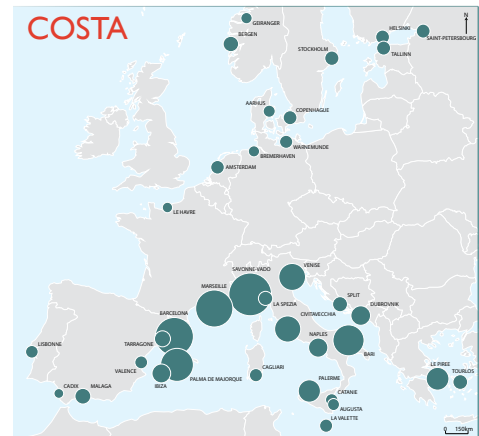 COSTA
GEIRANGER
N
BERGEN
HELSINKI
SAINT-PETERSBOURG
STOCKHOLM
TALLINN
AARHUS
COPENHAGUE
WARNEMUNDE
BREMERHAVEN
AMSTERDAM
LE HAVRE
VENISE
SAVONNE-VADO
MARSEILLE
SPLIT
LA SPEZIA
DUBROVNIK
BARCELONA
CIVITAVECCHIA
NAPLES
LISBONNE
TARRAGONE
BARI
LE PIREE
VALENCE
CAGLIARI
TOURLOS
PALERME
PALMA DE MAJORQUE
CADIX
MALAGA
IBIZA
CATANIE
AUGUSTA
LA VALETTE
0 150km